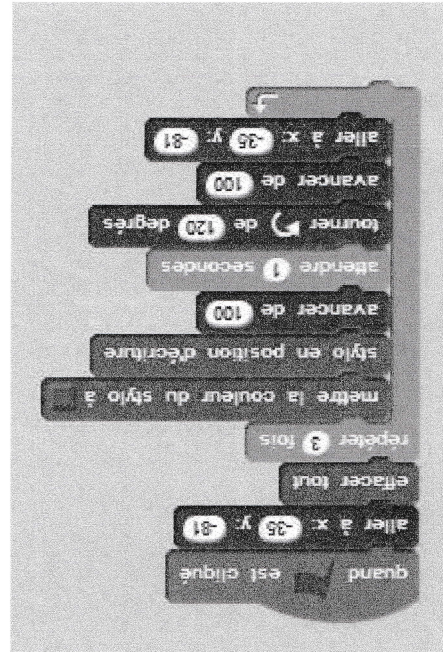 quand est cliqué
aller à x: -35 y: -81
effacer tout
répéter 3 fois
mettre la couleur du stylo à
stylo en position d'écriture
avancer de 100
attendre 1 secondes
tourner de 120 degrés
avancer de 100
aller à x: -35 y: -81